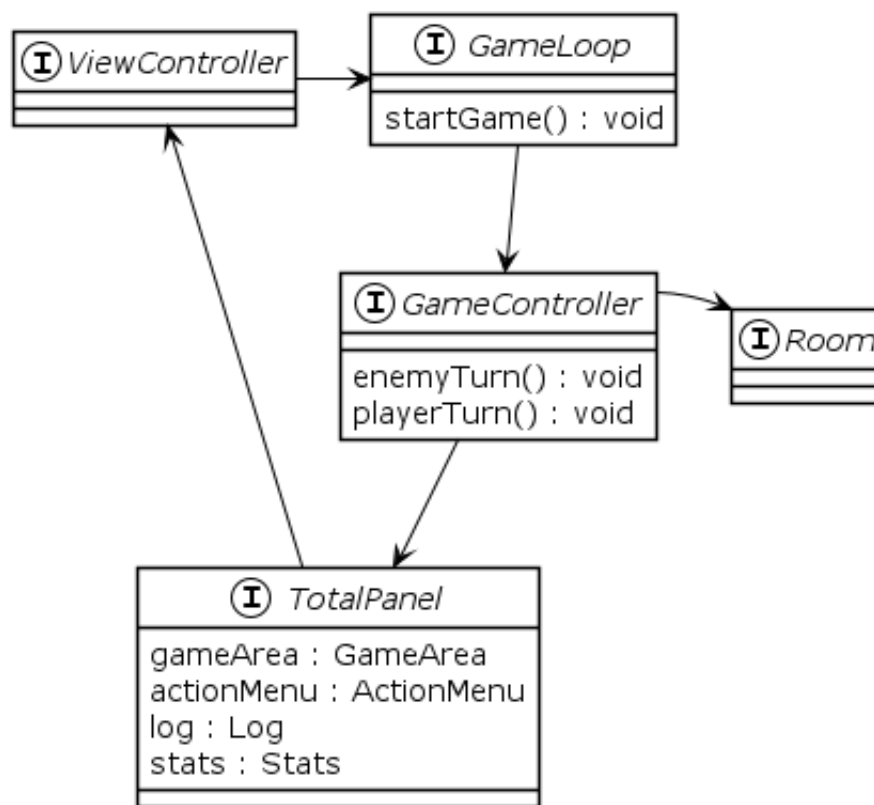 I ViewController
I GameLoop
startGame() : void
I GameController
enemyTurn() : void
playerTurn() : void
I Room
I TotalPanel
gameArea : GameArea
actionMenu : ActionMenu
log : Log
stats : Stats